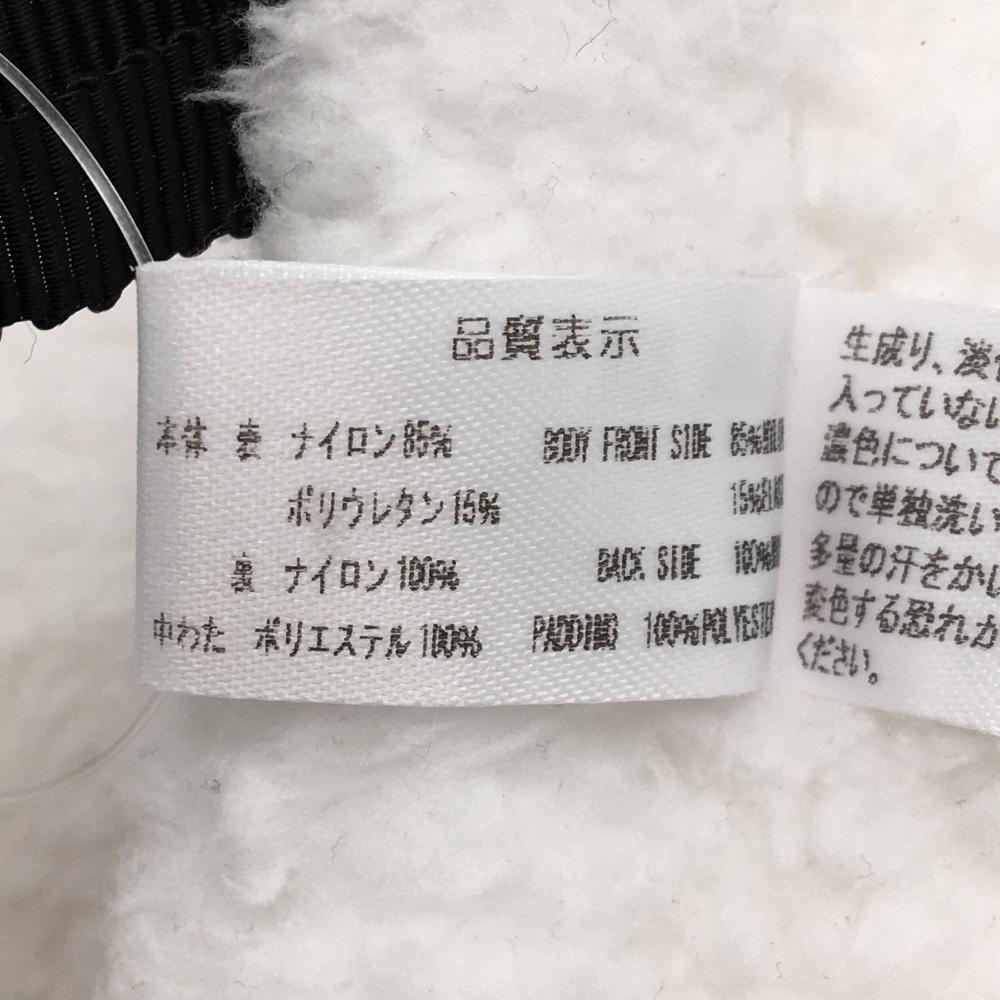 品質表示
本体 表 ナイロン85% BODY FRONT SIDE 85%
ポリウレタン15% 15%
裏 ナイロン100% BACK SIDE 100%
中わた ポリエステル100% PADDING 100%POLYESTER
生成り、淡
入っていない
濃色について
ので単独洗い
多量の汗をかい
変色する恐れが
ください。